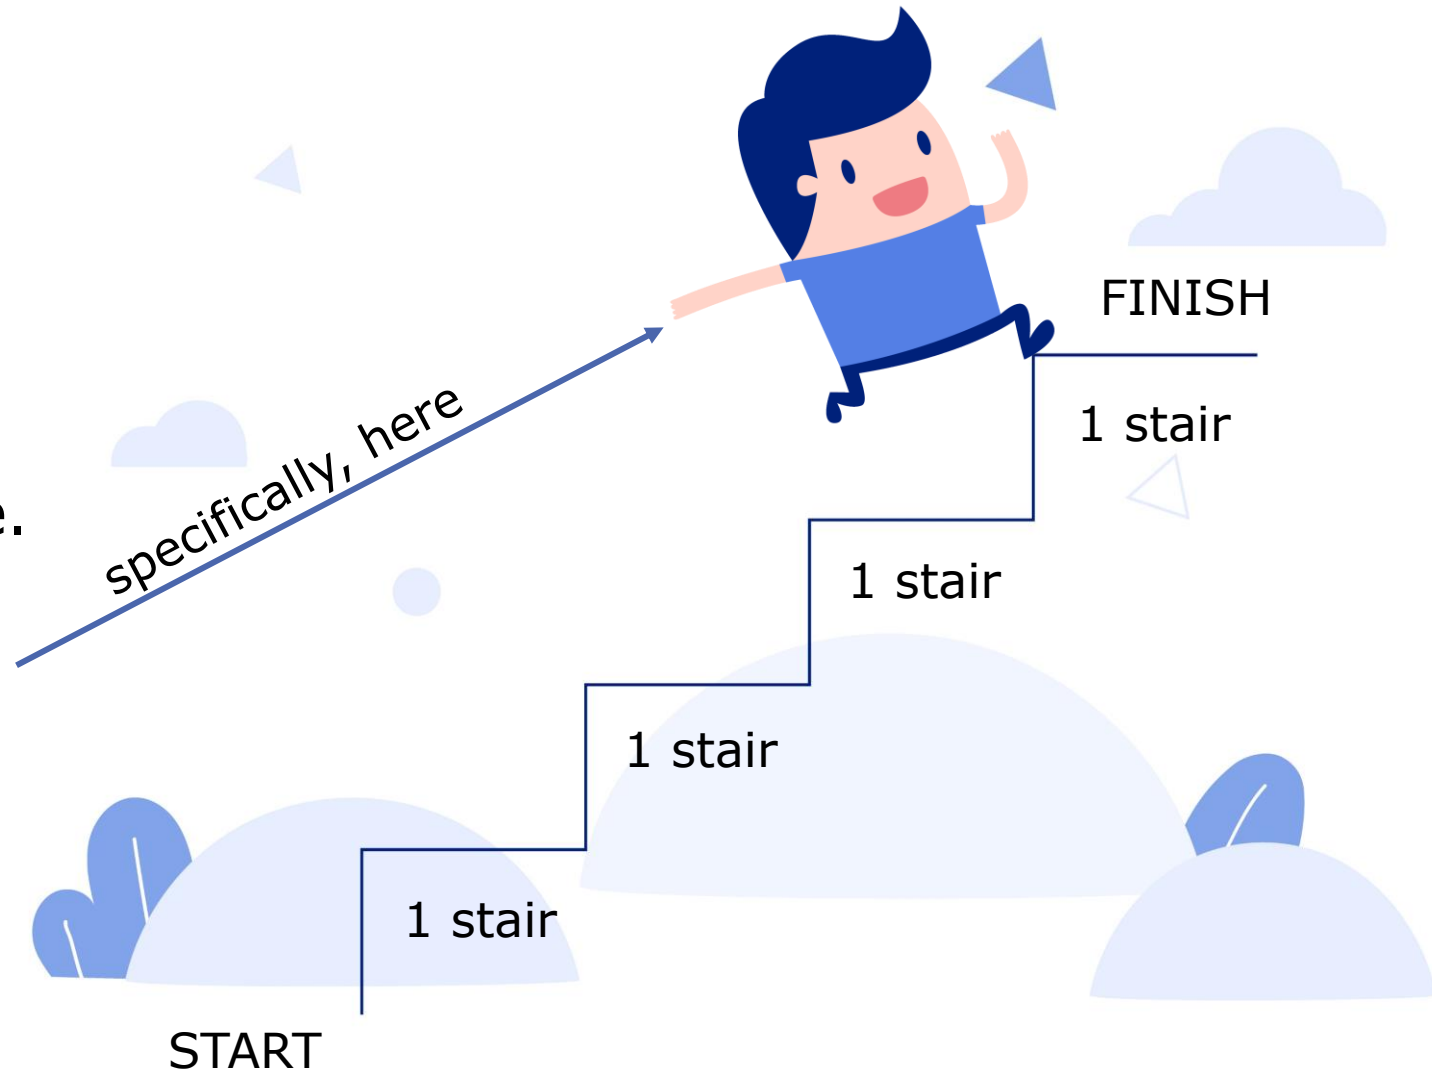 FINISH
specifically, here
1 stair
e.
1 stair
1 stair
1 stair
START